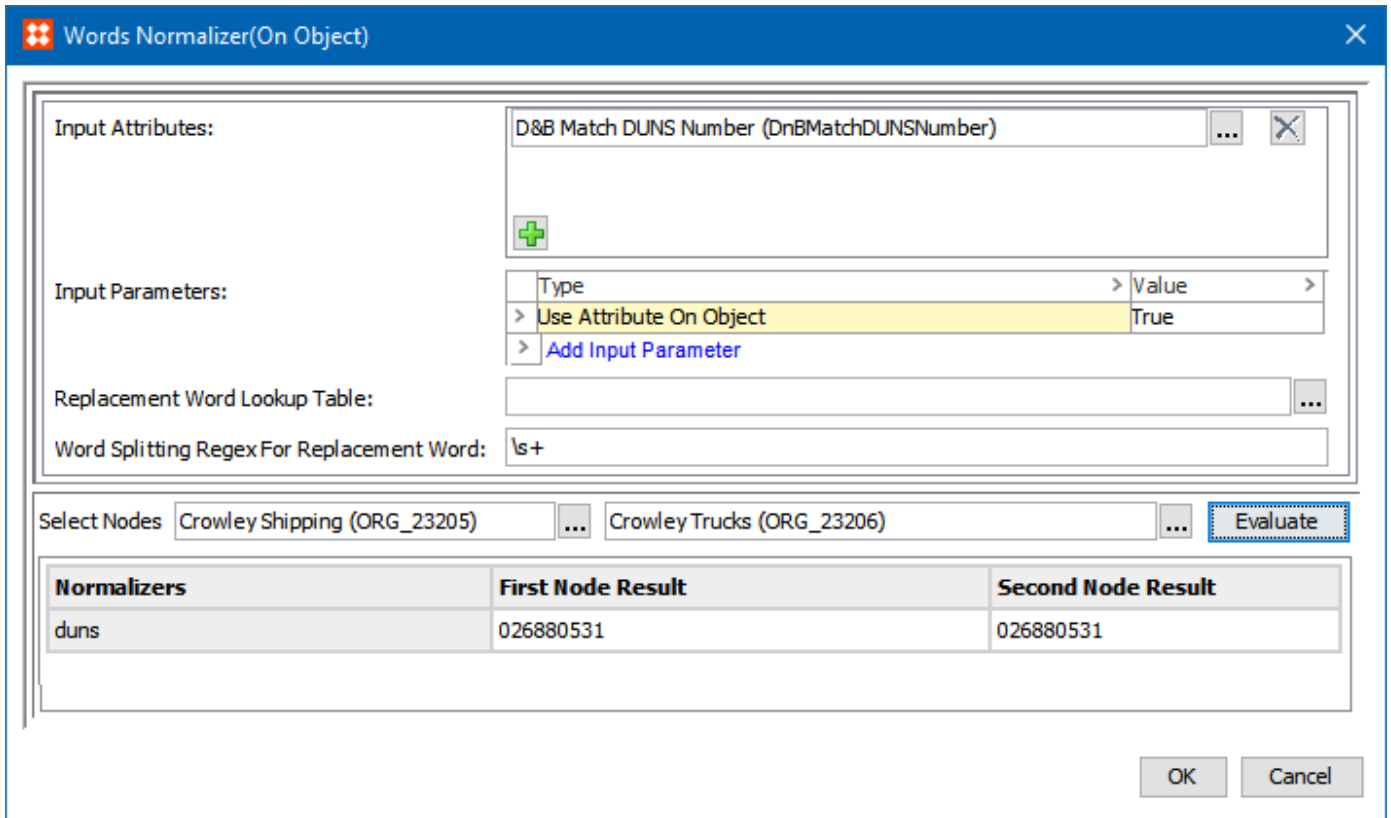 Words Normalizer(On Object)
Input Attributes:
D&B Match DUNS Number (DnBMatchDUNSNumber)
...
Input Parameters:
Type > Value >
> Use Attribute On Object True
> Add Input Parameter
Replacement Word Lookup Table:
...
Word Splitting Regex For Replacement Word: \s+
Select Nodes Crowley Shipping (ORG_23205) ... Crowley Trucks (ORG_23206) ... Evaluate
Normalizers First Node Result Second Node Result
duns 026880531 026880531
OK Cancel